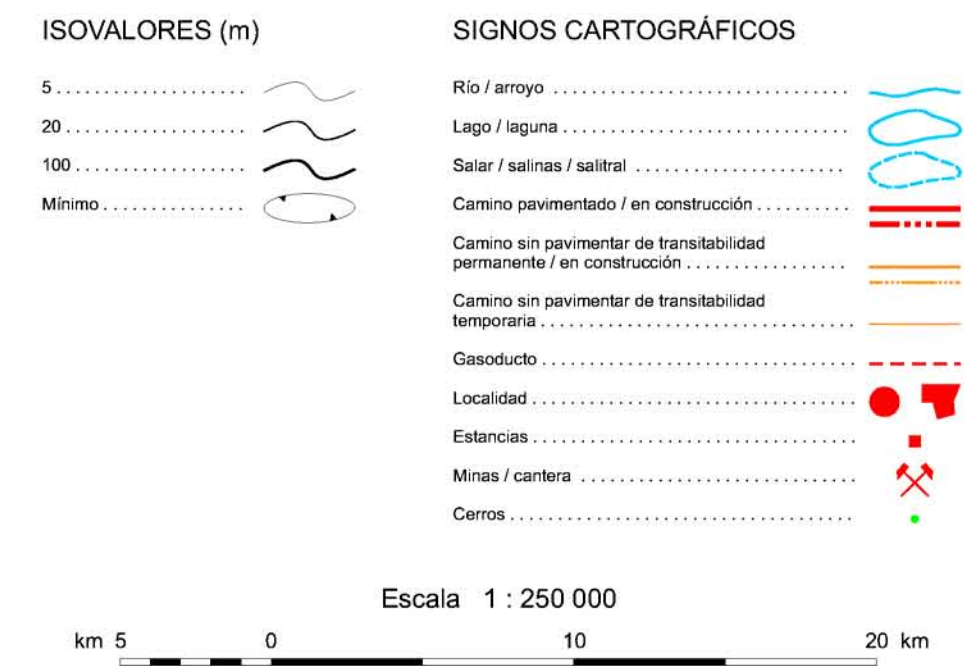 ISOVALORES (m)
5 . . . . . . . . . . . . . . . . . . . . .
20 . . . . . . . . . . . . . . . . . . . .
100 . . . . . . . . . . . . . . . . . . .
Mínimo . . . . . . . . . . . . . . .
SIGNOS CARTOGRÁFICOS
Río / arroyo . . . . . . . . . . . . . . . . . . . . . . . . . . . . . .
Lago / laguna . . . . . . . . . . . . . . . . . . . . . . . . . . . . .
Salar / salinas / salitral . . . . . . . . . . . . . . . . . . . . .
Camino pavimentado / en construcción . . . . . . . . . .
Camino sin pavimentar de transitabilidad
permanente / en construcción . . . . . . . . . . . . . . . . .
Camino sin pavimentar de transitabilidad
temporaria . . . . . . . . . . . . . . . . . . . . . . . . . . . . . . . .
Gasoducto . . . . . . . . . . . . . . . . . . . . . . . . . . . . . . . .
Localidad . . . . . . . . . . . . . . . . . . . . . . . . . . . . . . . . .
Estancias . . . . . . . . . . . . . . . . . . . . . . . . . . . . . . . . .
Minas / cantera . . . . . . . . . . . . . . . . . . . . . . . . . . . .
Cerros . . . . . . . . . . . . . . . . . . . . . . . . . . . . . . . . . . .
Escala 1 : 250 000
km 5 0 10 20 km